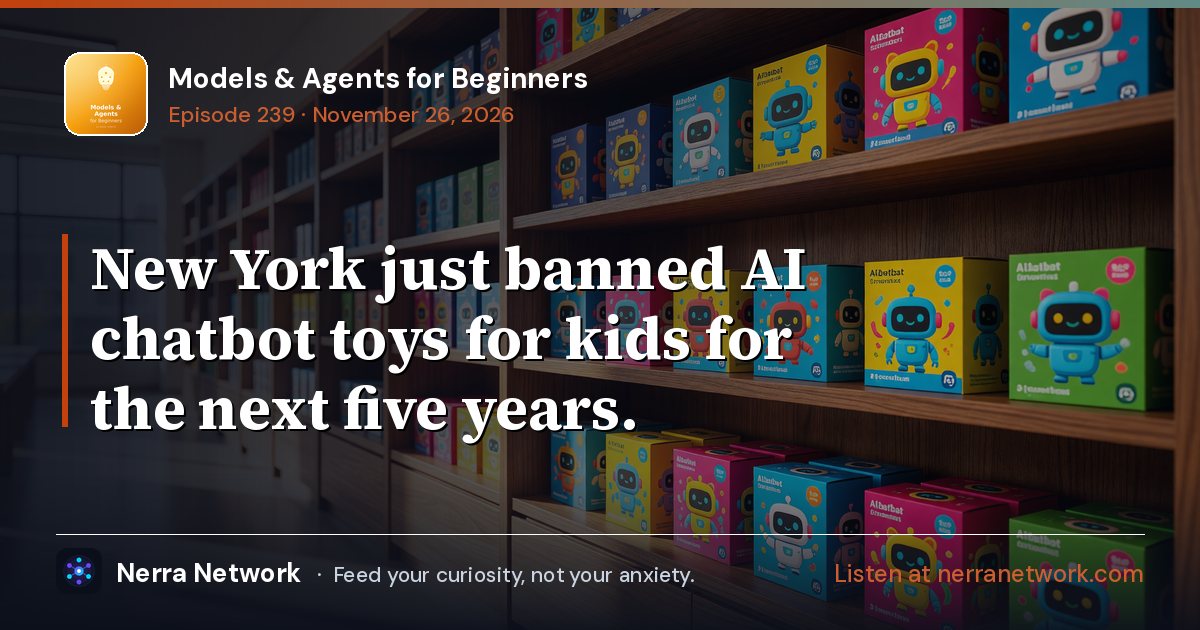 Models & Agents for Beginners
Episode 239 · November 26, 2026
Models &
Agents
for Beginners
New York just banned AI
chatbot toys for kids for
the next five years.
Nerra Network · Feed your curiosity, not your anxiety.
Listen at nerranetwork.com